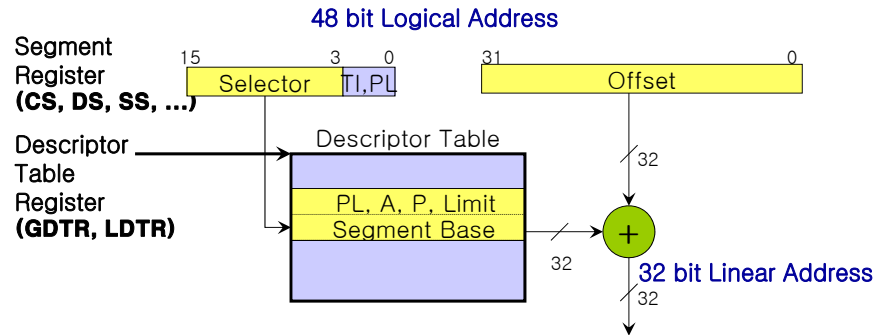 48 bit Logical Address
Segment
Register
(CS, DS, SS, ...)
15
3
0
Selector
TI,PL
31
0
Offset
Descriptor
Table
Register
(GDTR, LDTR)
Descriptor Table
PL, A, P, Limit
Segment Base
32
32
+
32 bit Linear Address
32